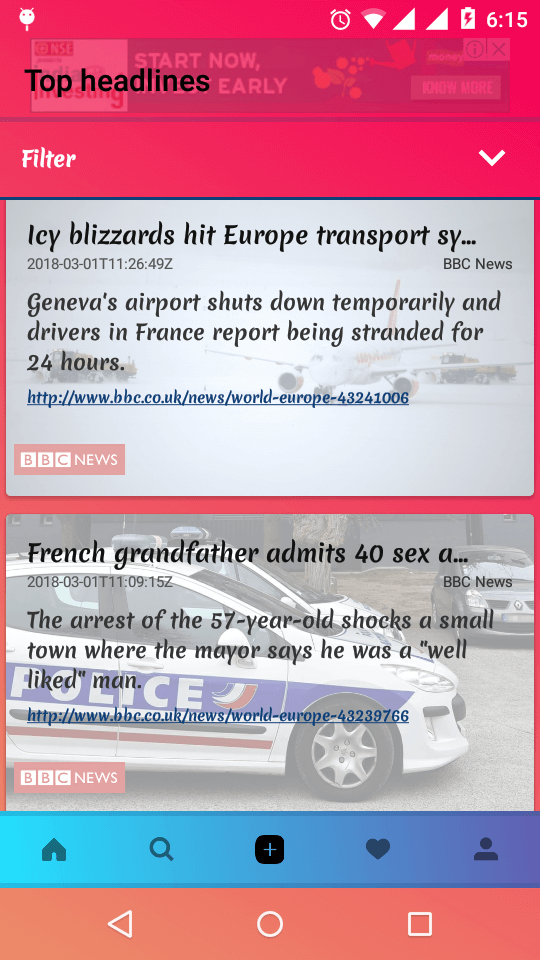 6:15
NSE
Indian
investing
START NOW,
EARLY
money
KNOW MORE
Top headlines
Filter
Icy blizzards hit Europe transport sy...
2018-03-01T11:26:49Z BBC News
Geneva's airport shuts down temporarily and
drivers in France report being stranded for
24 hours.
http://www.bbc.co.uk/news/world-europe-43241006
BBC NEWS
French grandfather admits 40 sex a...
2018-03-01T11:09:15Z BBC News
The arrest of the 57-year-old shocks a small
town where the mayor says he was a "well
liked" man.
POLICE
http://www.bbc.co.uk/news/world-europe-43239766
BBC NEWS